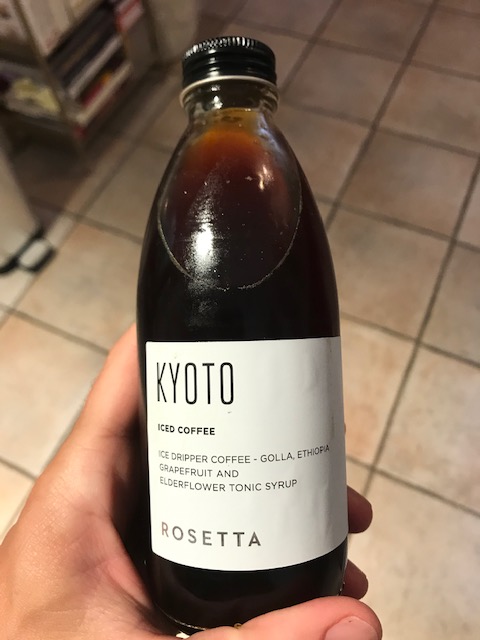 KYOTO
ICED COFFEE
ICE DRIPPER COFFEE - GOLLA, ETHIOPIA
GRAPEFRUIT AND
ELDERFLOWER TONIC SYRUP
ROSETTA